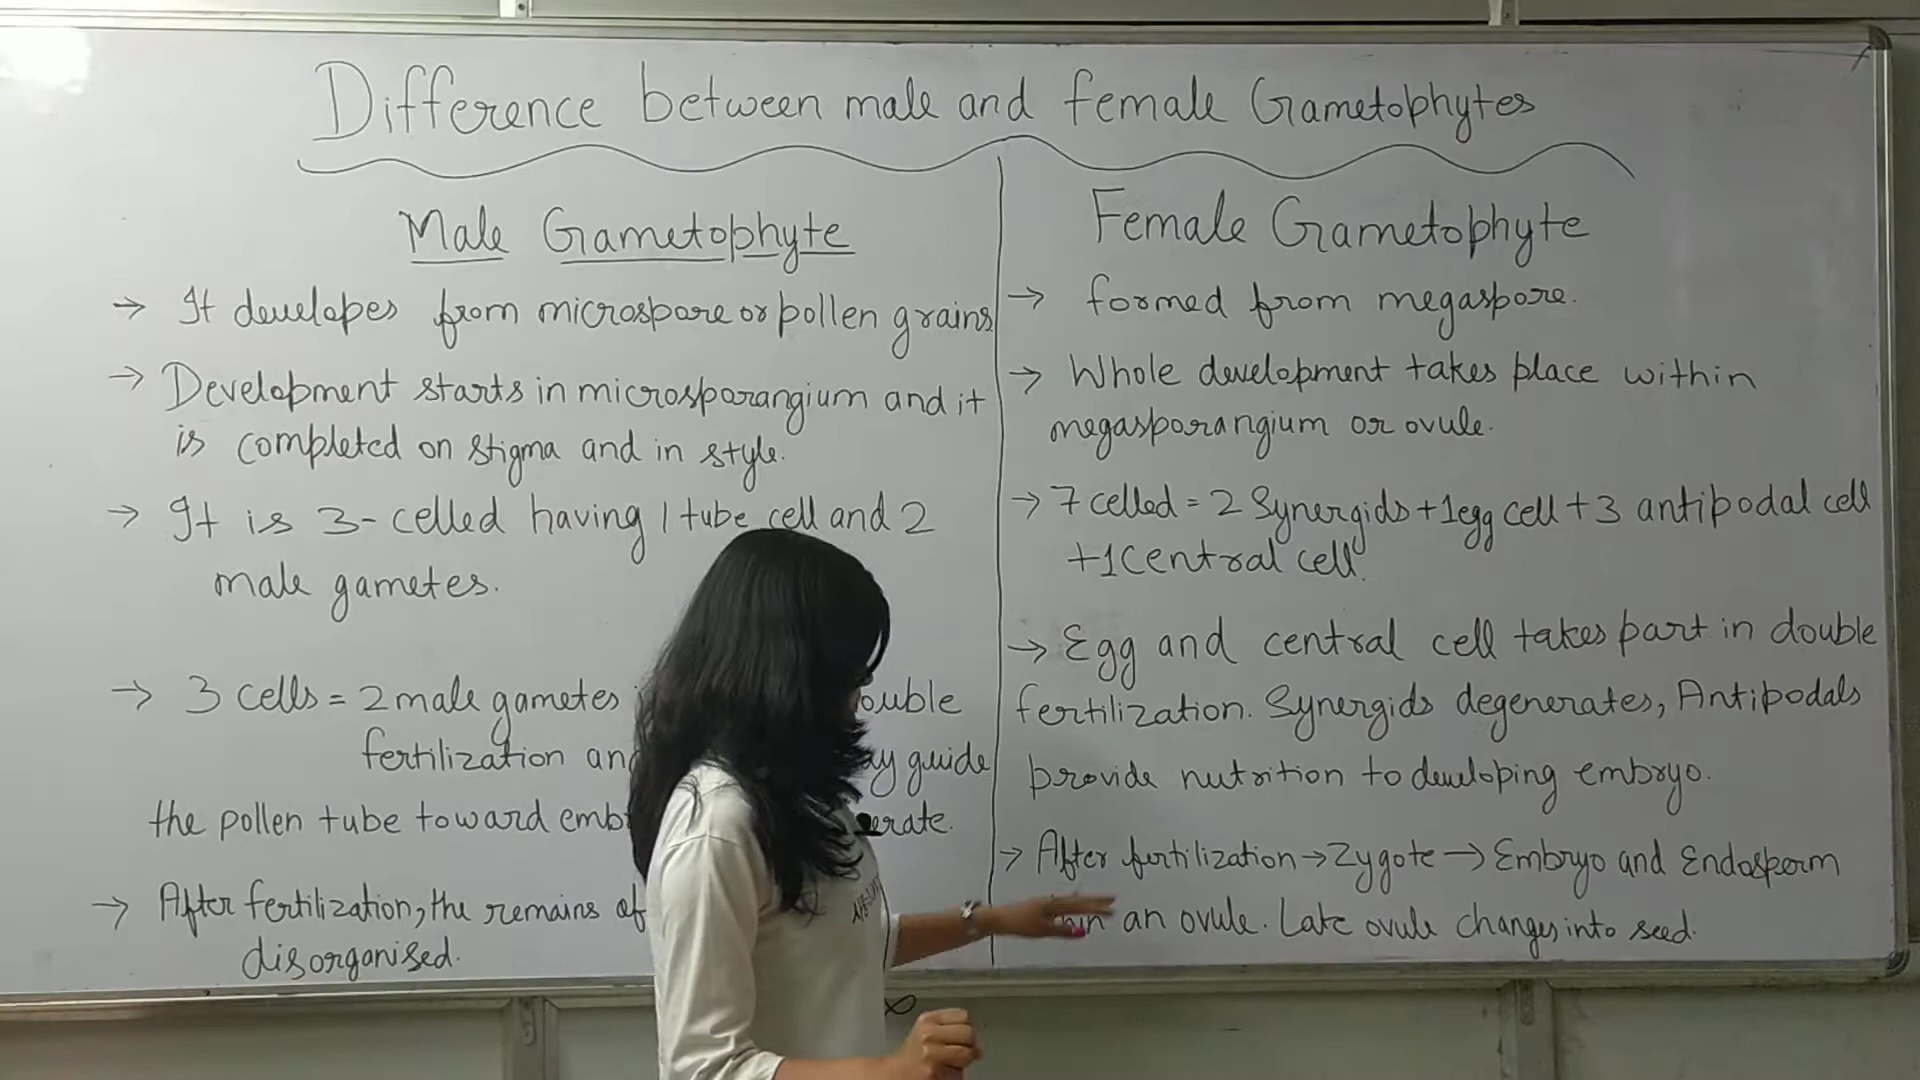 Difference between male and female Gametophytes
Male Gametophyte
→ It developes from microspore or pollen grains
→ Development starts in microsporangium and it
is completed on stigma and in style.
→ It is 3-celled having 1 tube cell and 2
male gametes.
→ 3 cells = 2 male gametes
fertilization guide
the pollen tube toward
→ After fertilization, the remains of
disorganised.
Female Gametophyte
→ formed from megaspore.
→ Whole development takes place within
megasporangium or ovule.
→ 7 celled = 2 Synergids + 1 egg cell + 3 antipodal cell
+ 1 Central cell.
→ Egg and central cell takes part in double
fertilization. Synergids degenerates, Antipodals
provide nutrition to developing embryo.
→ After fertilization → Zygote → Embryo and Endosperm
an ovule. Late ovule changes into seed.